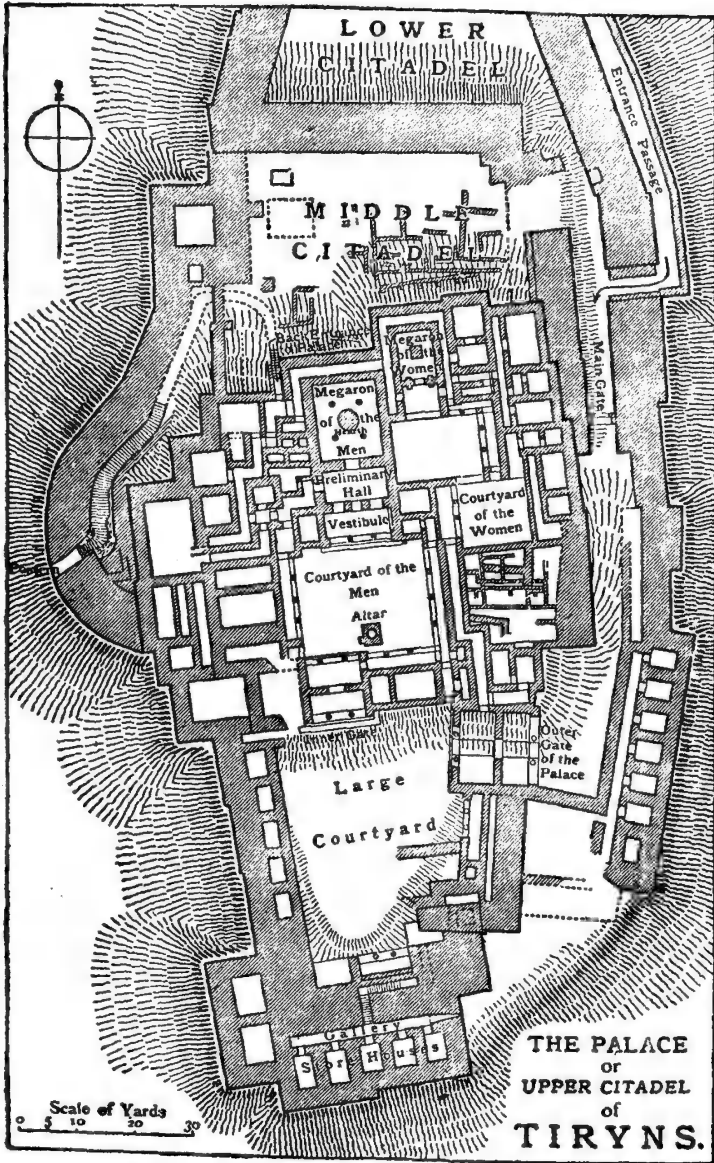 LOWER
CITADEL
Entrance Passage
N
MIDDLE
CITADEL
Back Entrance
Megaron
of the
Women
Main Gate
Megaron
of the
Men
Preliminary
Hall
Vestibule
Courtyard
of the
Women
Courtyard of the
Men
Altar
Outer
Gate
of the
Palace
Large
Courtyard
Gallery
Store Houses
THE PALACE
or
UPPER CITADEL
of
TIRYNS.
Scale of Yards
0 5 10 20 30